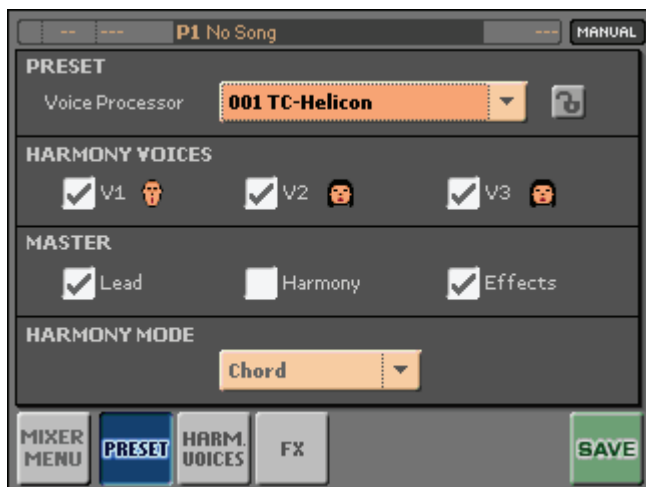 -- --- P1 No Song --- MANUAL
PRESET
Voice Processor 001 TC-Helicon
HARMONY VOICES
V1 V2 V3
MASTER
Lead Harmony Effects
HARMONY MODE
Chord
MIXER MENU PRESET HARM. VOICES FX SAVE